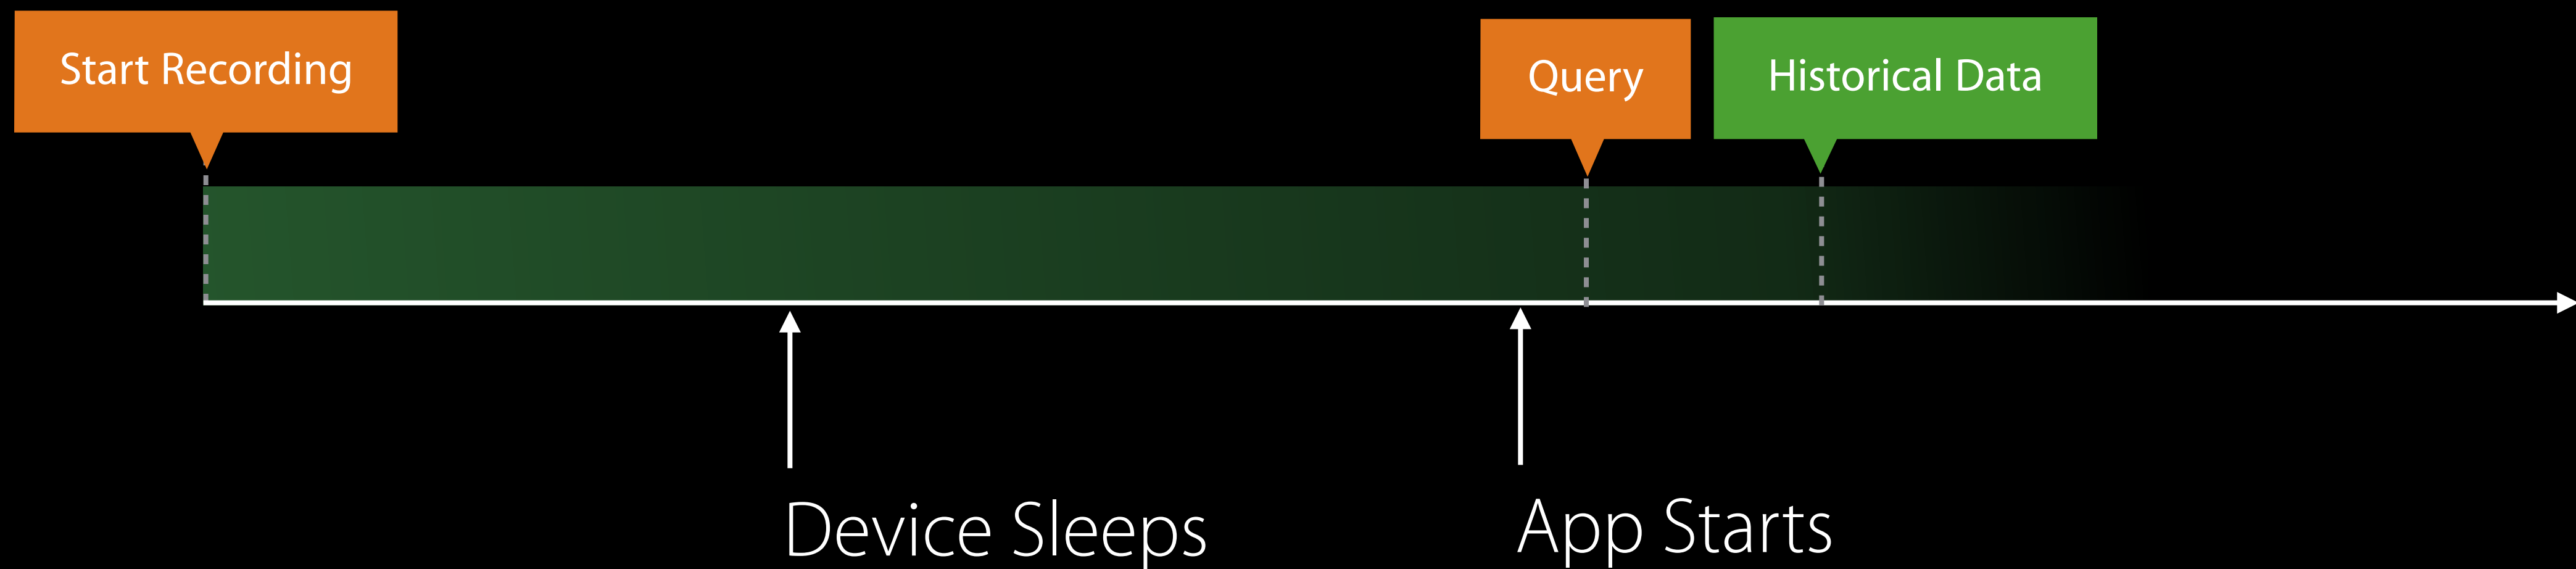 Start Recording
Query
Historical Data
Device Sleeps
App Starts